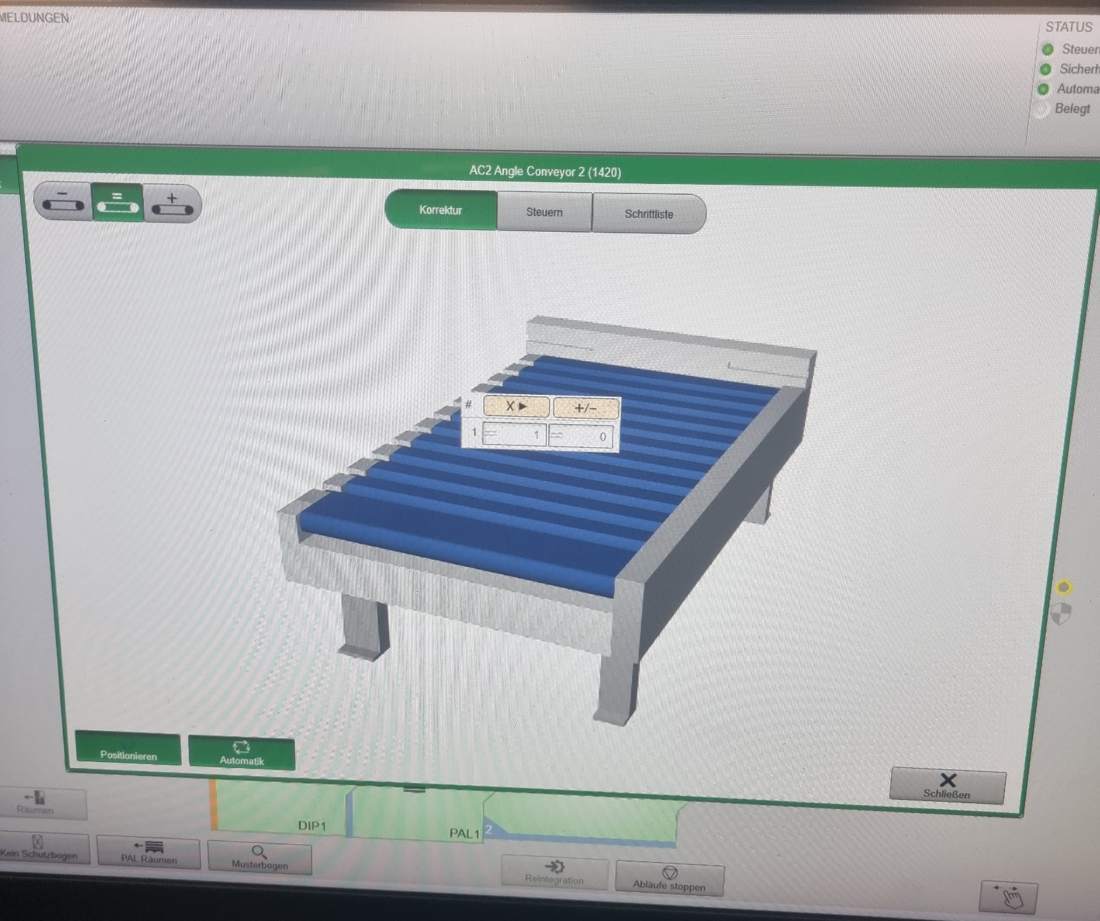 MELDUNGEN
STATUS
Steuer
Sicherh
Automa
Belegt
AC2 Angle Conveyor 2 (1420)
− = +
Korrektur Steuern Schrittliste
# X► +/−
1 = 1 = 0
Positionieren Automatik
Schließen
Räumen
DIP1 PAL1 2
Kein Schutzbogen PAL Räumen Musterbogen
Reintegration Abläufe stoppen